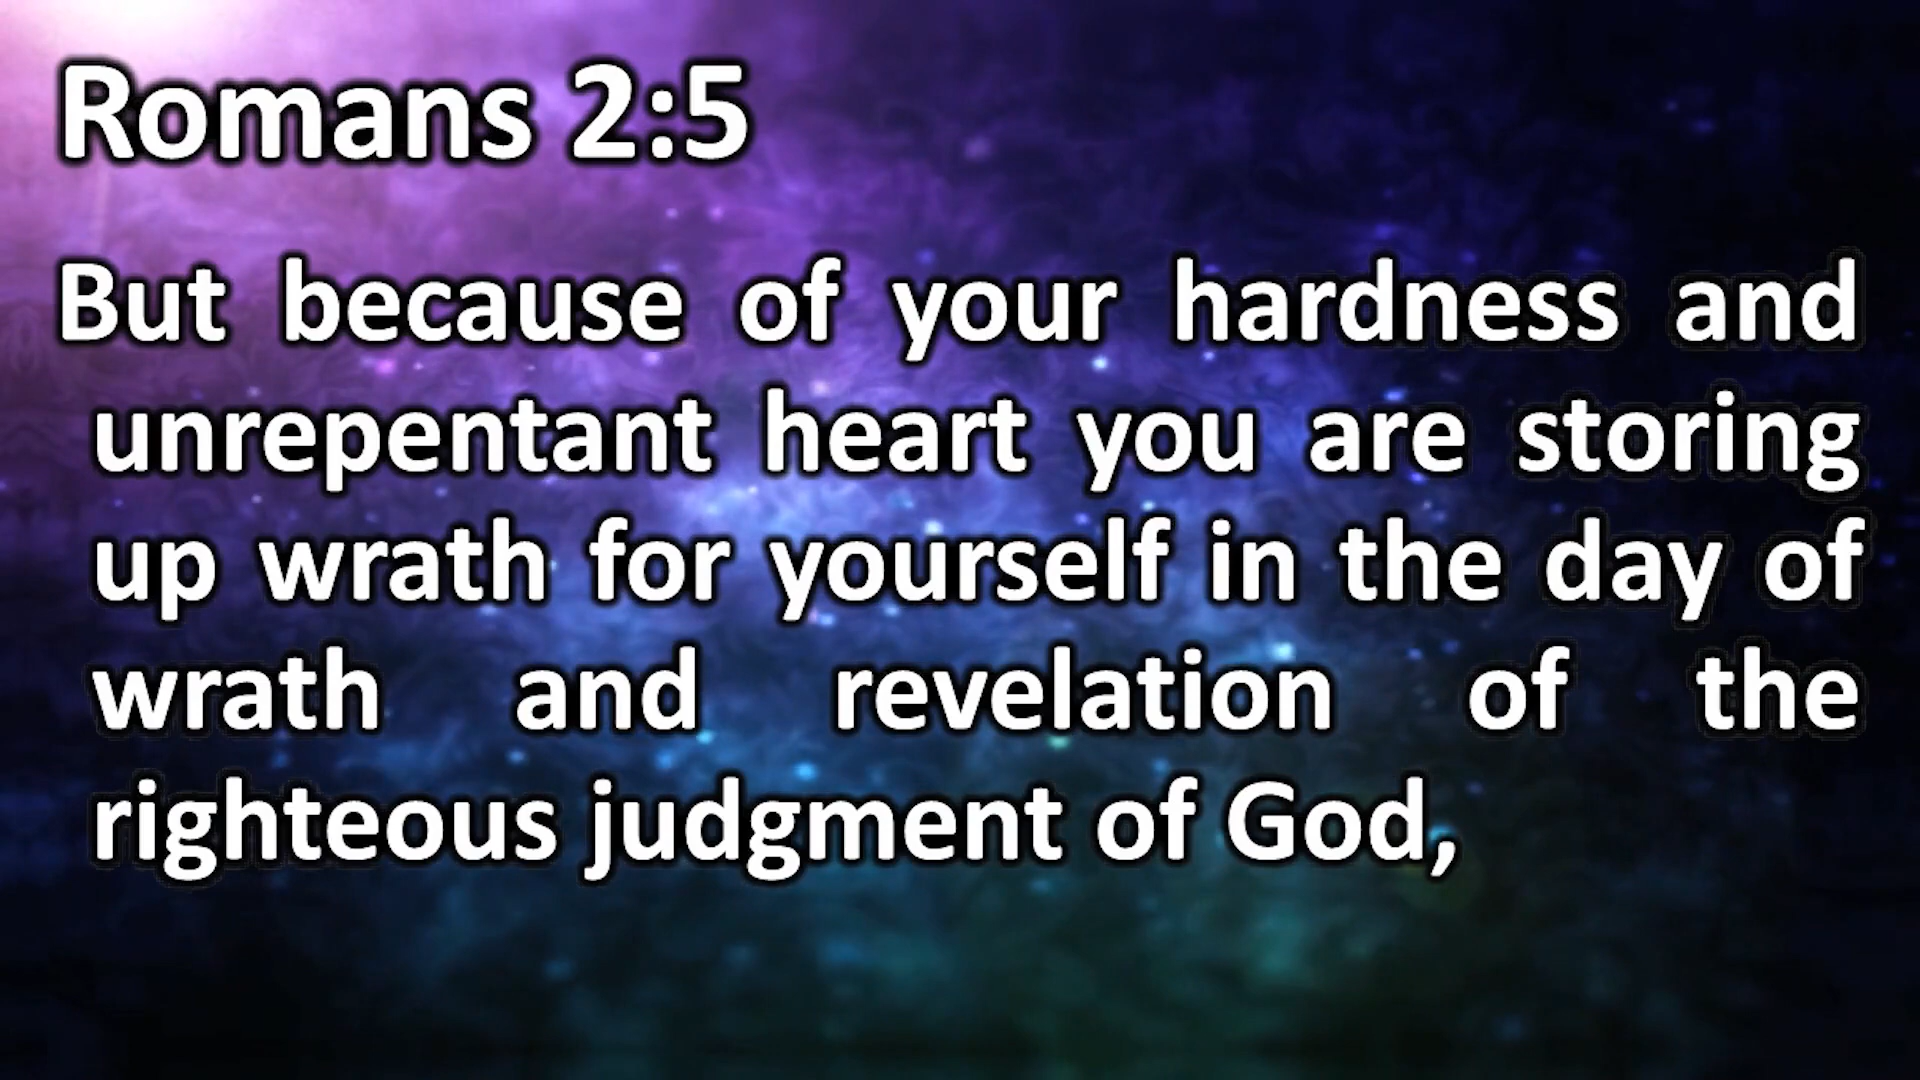 Romans 2:5
But because of your hardness and
unrepentant heart you are storing
up wrath for yourself in the day of
wrath and revelation of the
righteous judgment of God,